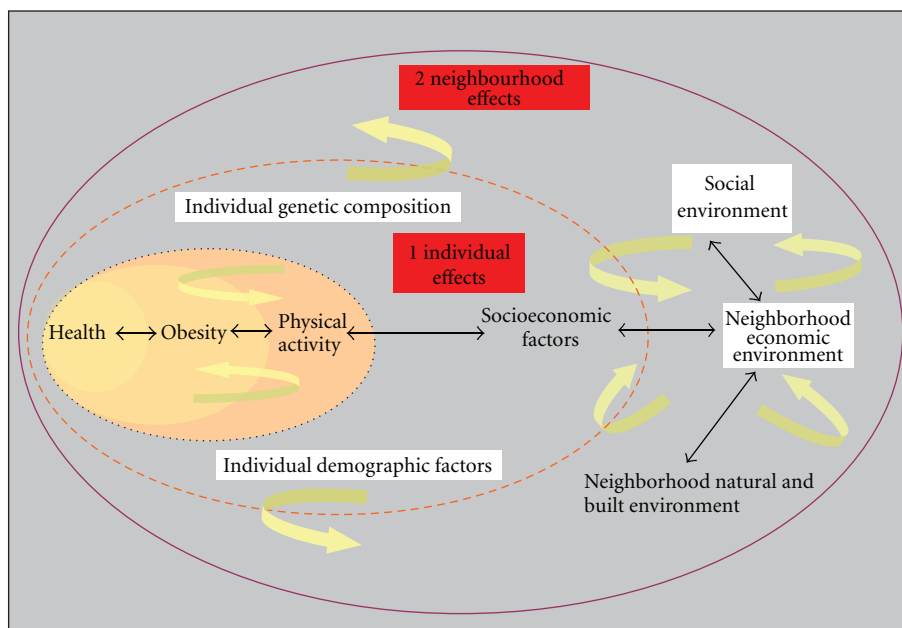 2 neighbourhood
effects
Social
environment
Individual genetic composition
1 individual
effects
Health
Obesity
Physical
activity
Socioeconomic
factors
Neighborhood
economic
environment
Individual demographic factors
Neighborhood natural and
built environment